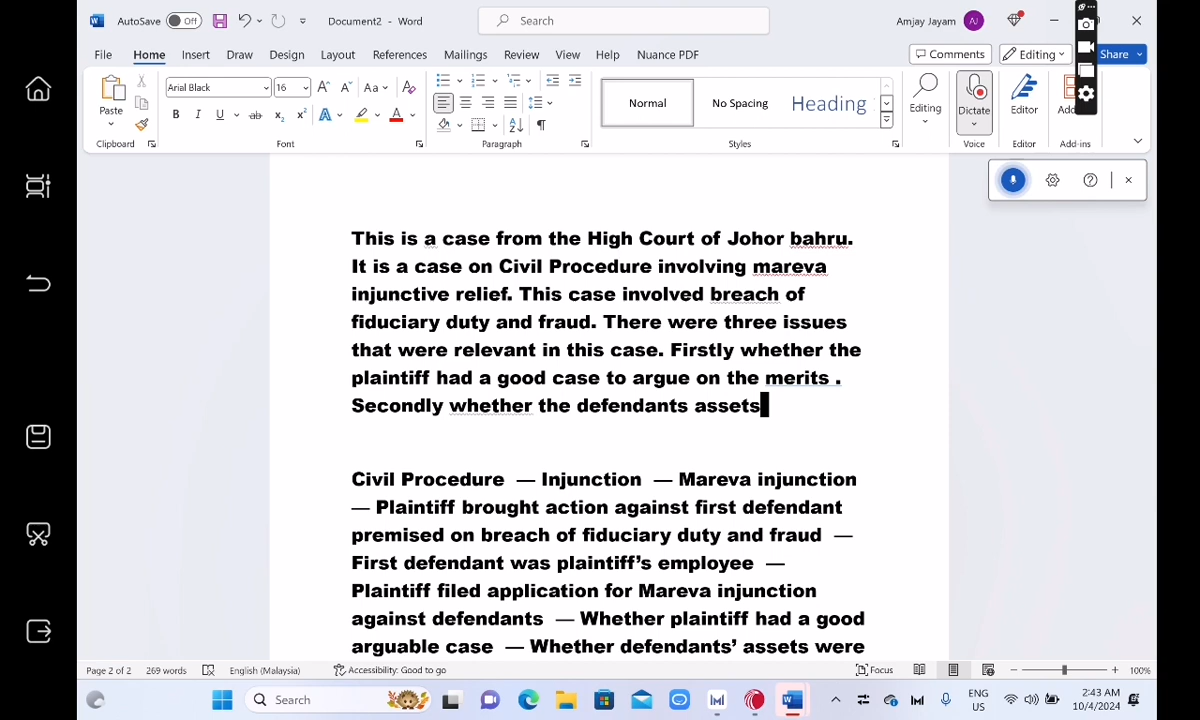 AutoSave Off Document2 - Word Search Amjay Jayam AJ
File Home Insert Draw Design Layout References Mailings Review View Help Nuance PDF Comments Editing Share
Paste Arial Black 16 Normal No Spacing Heading Editing Dictate Editor
Clipboard Font Paragraph Styles Voice Editor Add-ins
This is a case from the High Court of Johor bahru.
It is a case on Civil Procedure involving mareva
injunctive relief. This case involved breach of
fiduciary duty and fraud. There were three issues
that were relevant in this case. Firstly whether the
plaintiff had a good case to argue on the merits .
Secondly whether the defendants assets
Civil Procedure — Injunction — Mareva injunction
— Plaintiff brought action against first defendant
premised on breach of fiduciary duty and fraud —
First defendant was plaintiff’s employee —
Plaintiff filed application for Mareva injunction
against defendants — Whether plaintiff had a good
arguable case — Whether defendants’ assets were
Page 2 of 2 269 words English (Malaysia) Accessibility: Good to go Focus 100%
Search ENG US 2:43 AM 10/4/2024